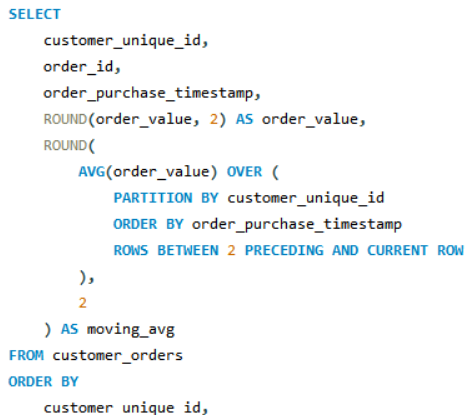 SELECT
customer_unique_id,
order_id,
order_purchase_timestamp,
ROUND(order_value, 2) AS order_value,
ROUND(
AVG(order_value) OVER (
PARTITION BY customer_unique_id
ORDER BY order_purchase_timestamp
ROWS BETWEEN 2 PRECEDING AND CURRENT ROW
),
2
) AS moving_avg
FROM customer_orders
ORDER BY
customer_unique_id,